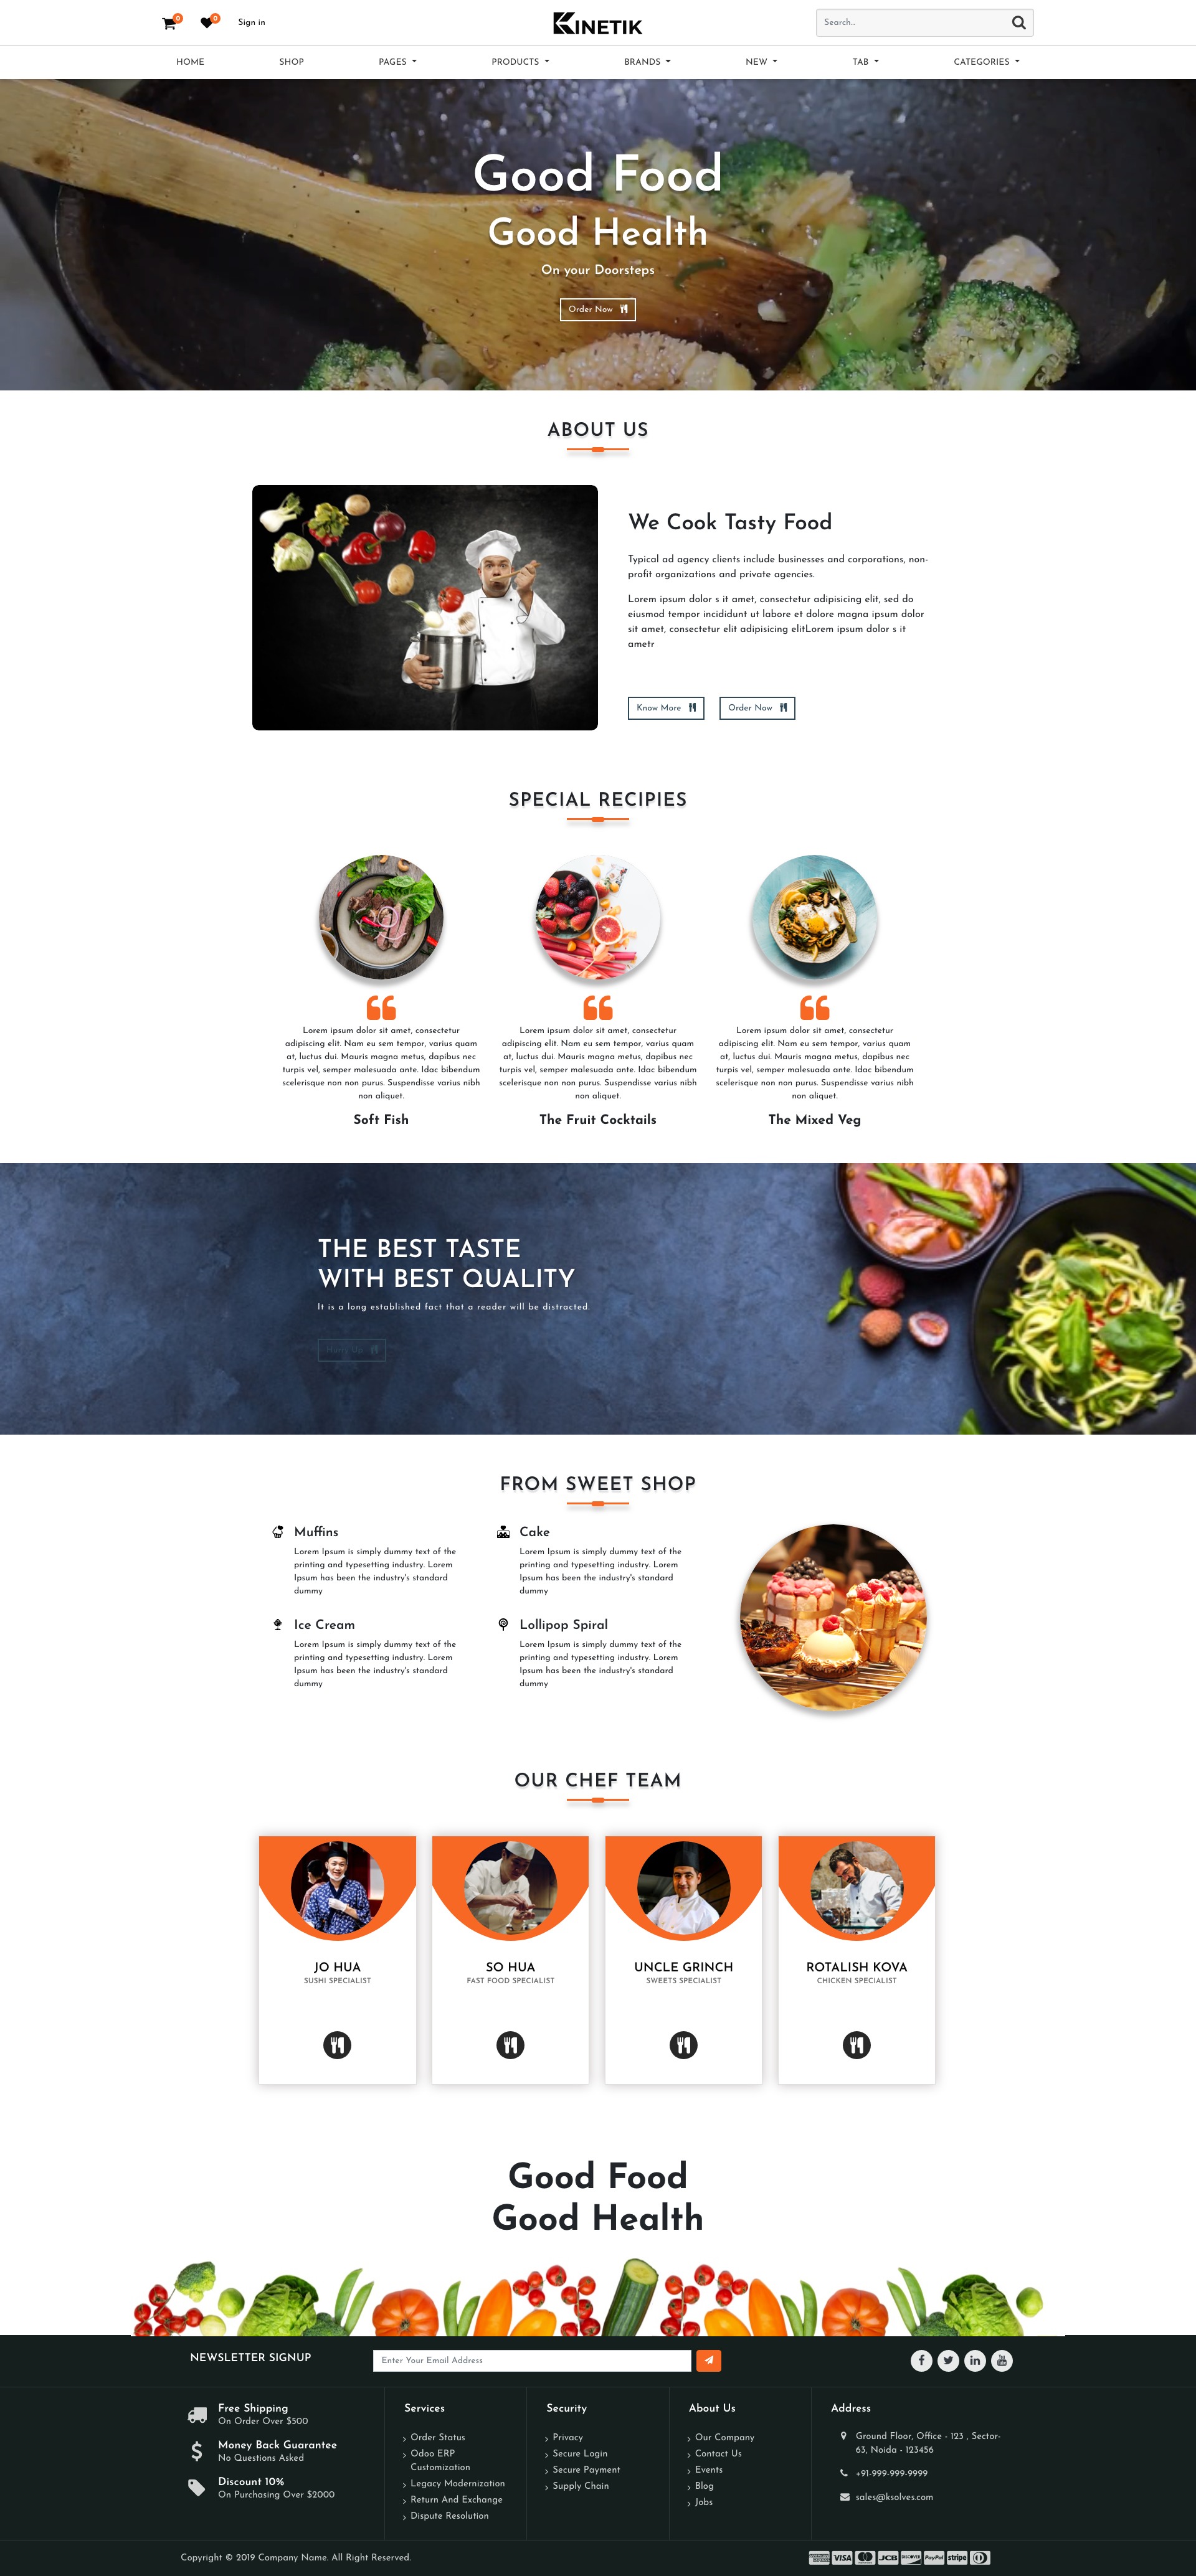 0
0
Sign in
KINETIK
Search...
HOME
SHOP
PAGES
PRODUCTS
BRANDS
NEW
TAB
CATEGORIES
Good Food
Good Health
On your Doorsteps
Order Now
ABOUT US
We Cook Tasty Food
Typical ad agency clients include businesses and corporations, non-
profit organizations and private agencies.
Lorem ipsum dolor s it amet, consectetur adipisicing elit, sed do
eiusmod tempor incididunt ut labore et dolore magna ipsum dolor
sit amet, consectetur elit adipisicing elitLorem ipsum dolor s it
ametr
Know More
Order Now
SPECIAL RECIPIES
Lorem ipsum dolor sit amet, consectetur
adipiscing elit. Nam eu sem tempor, varius quam
at, luctus dui. Mauris magna metus, dapibus nec
turpis vel, semper malesuada ante. Idac bibendum
scelerisque non non purus. Suspendisse varius nibh
non aliquet.
Soft Fish
Lorem ipsum dolor sit amet, consectetur
adipiscing elit. Nam eu sem tempor, varius quam
at, luctus dui. Mauris magna metus, dapibus nec
turpis vel, semper malesuada ante. Idac bibendum
scelerisque non non purus. Suspendisse varius nibh
non aliquet.
The Fruit Cocktails
Lorem ipsum dolor sit amet, consectetur
adipiscing elit. Nam eu sem tempor, varius quam
at, luctus dui. Mauris magna metus, dapibus nec
turpis vel, semper malesuada ante. Idac bibendum
scelerisque non non purus. Suspendisse varius nibh
non aliquet.
The Mixed Veg
THE BEST TASTE
WITH BEST QUALITY
It is a long established fact that a reader will be distracted.
Hurry Up
FROM SWEET SHOP
Muffins
Lorem Ipsum is simply dummy text of the
printing and typesetting industry. Lorem
Ipsum has been the industry's standard
dummy
Cake
Lorem Ipsum is simply dummy text of the
printing and typesetting industry. Lorem
Ipsum has been the industry's standard
dummy
Ice Cream
Lorem Ipsum is simply dummy text of the
printing and typesetting industry. Lorem
Ipsum has been the industry's standard
dummy
Lollipop Spiral
Lorem Ipsum is simply dummy text of the
printing and typesetting industry. Lorem
Ipsum has been the industry's standard
dummy
OUR CHEF TEAM
JO HUA
SUSHI SPECIALIST
SO HUA
FAST FOOD SPECIALIST
UNCLE GRINCH
SWEETS SPECIALIST
ROTALISH KOVA
CHICKEN SPECIALIST
Good Food
Good Health
NEWSLETTER SIGNUP
Enter Your Email Address
Free Shipping
On Order Over $500
Money Back Guarantee
No Questions Asked
Discount 10%
On Purchasing Over $2000
Services
Order Status
Odoo ERP
Customization
Legacy Modernization
Return And Exchange
Dispute Resolution
Security
Privacy
Secure Login
Secure Payment
Supply Chain
About Us
Our Company
Contact Us
Events
Blog
Jobs
Address
Ground Floor, Office - 123 , Sector-
63, Noida - 123456
+91-999-999-9999
sales@ksolves.com
Copyright © 2019 Company Name. All Right Reserved.
VISA
JCB
DISCOVER
PayPal
stripe